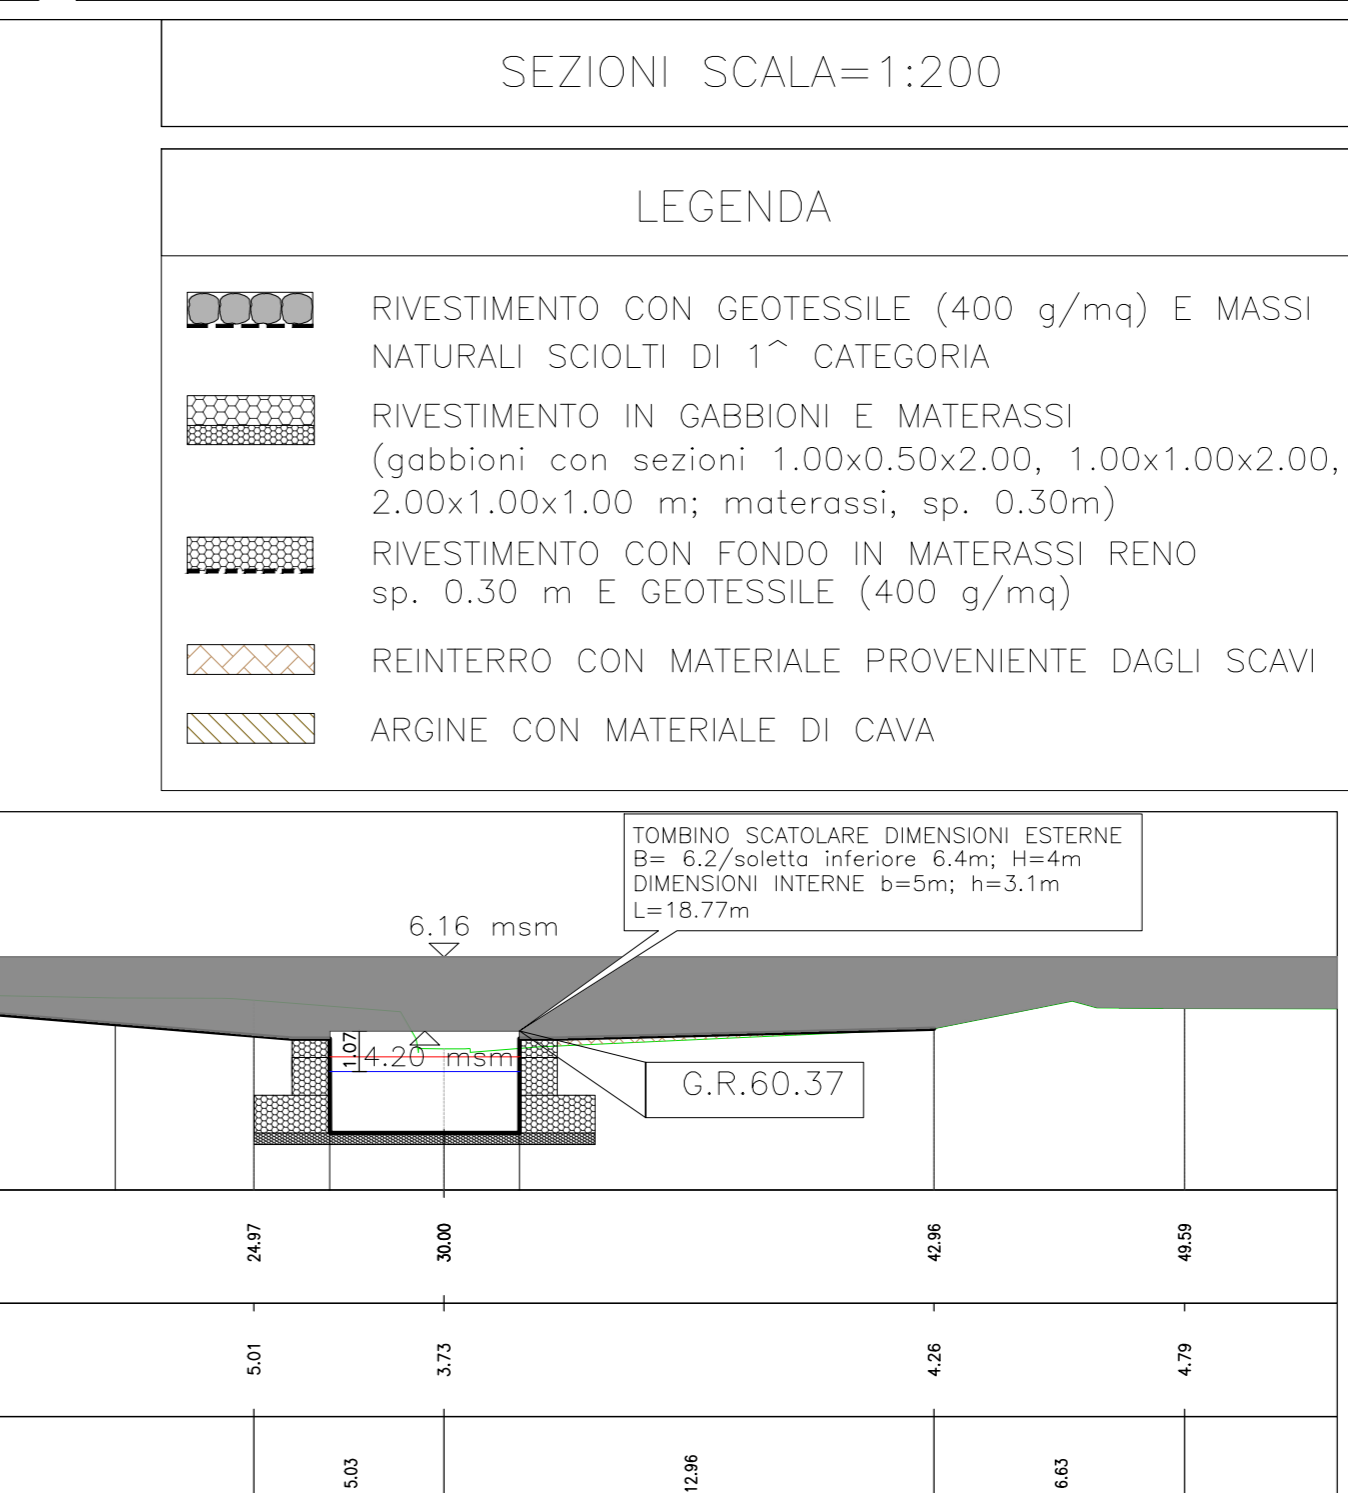 SEZIONI SCALA=1:200
LEGENDA
RIVESTIMENTO CON GEOTESSILE (400 g/mq) E MASSI
NATURALI SCIOLTI DI 1^ CATEGORIA
RIVESTIMENTO IN GABBIONI E MATERASSI
(gabbioni con sezioni 1.00x0.50x2.00, 1.00x1.00x2.00,
2.00x1.00x1.00 m; materassi, sp. 0.30m)
RIVESTIMENTO CON FONDO IN MATERASSI RENO
sp. 0.30 m E GEOTESSILE (400 g/mq)
REINTERRO CON MATERIALE PROVENIENTE DAGLI SCAVI
ARGINE CON MATERIALE DI CAVA
TOMBINO SCATOLARE DIMENSIONI ESTERNE
B= 6.2/soletta inferiore 6.4m; H=4m
DIMENSIONI INTERNE b=5m; h=3.1m
L=18.77m
6.16 msm
1.07
4.20 msm
G.R.60.37
24.97
30.00
42.96
49.59
5.01
3.73
4.26
4.79
5.03
12.96
6.63